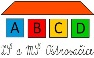 A B C D
ZŠ a MŠ Ostrovačice